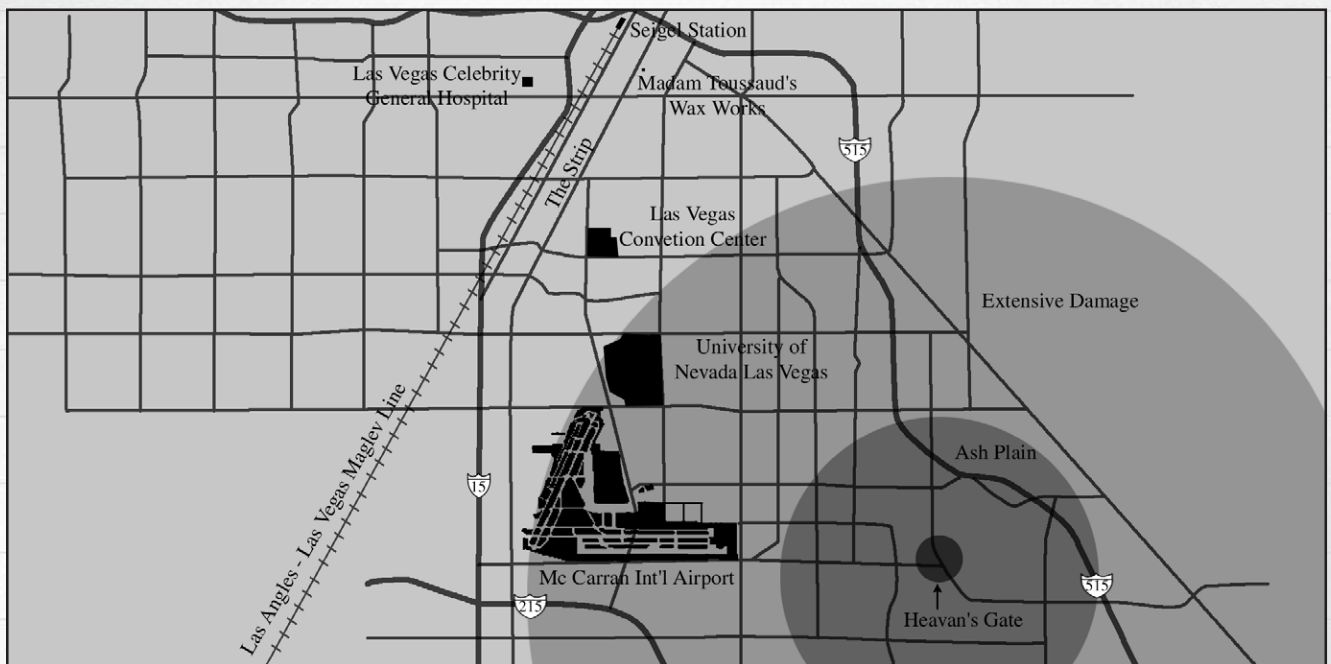 Seigel Station
Las Vegas Celebrity
General Hospital
Madam Toussaud's
Wax Works
515
The Strip
Las Vegas
Convetion Center
Extensive Damage
University of
Nevada Las Vegas
Las Angles - Las Vegas Maglev Line
Ash Plain
15
Mc Carran Int'l Airport
515
215
Heavan's Gate